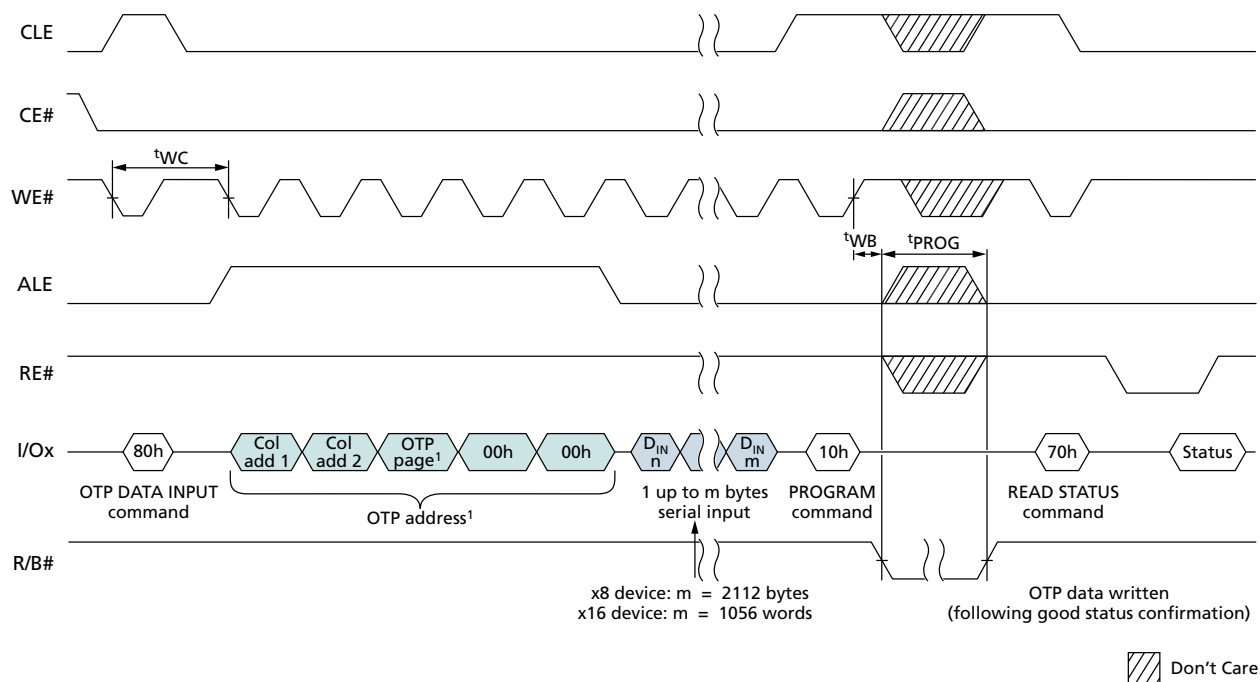 CLE
CE#
tWC
WE#
tWB
tPROG
ALE
RE#
I/Ox
80h
Col add 1
Col add 2
OTP page1
00h
00h
DIN n
DIN m
10h
70h
Status
OTP DATA INPUT command
OTP address1
1 up to m bytes serial input
PROGRAM command
READ STATUS command
R/B#
x8 device: m = 2112 bytes
x16 device: m = 1056 words
OTP data written
(following good status confirmation)
Don't Care